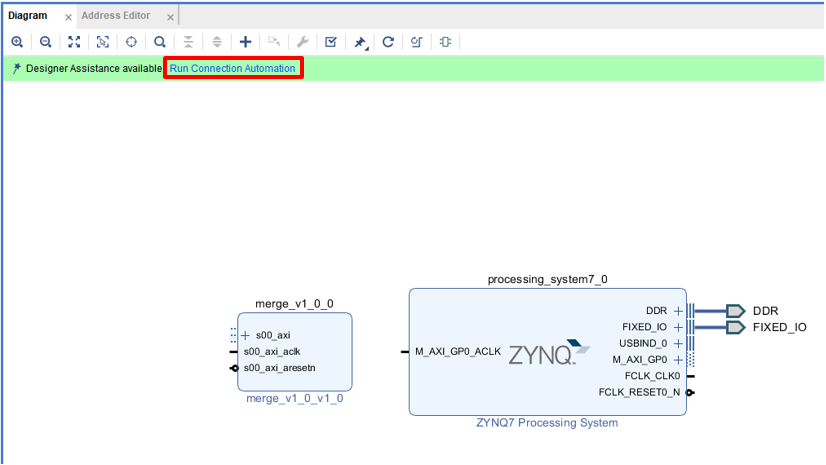 Diagram
Address Editor
Designer Assistance available
Run Connection Automation
processing_system7_0
merge_v1_0_0
s00_axi
s00_axi_aclk
s00_axi_aresetn
merge_v1_0_v1_0
M_AXI_GP0_ACLK
ZYNQ
DDR
FIXED_IO
USBIND_0
M_AXI_GP0
FCLK_CLK0
FCLK_RESET0_N
ZYNQ7 Processing System
DDR
FIXED_IO